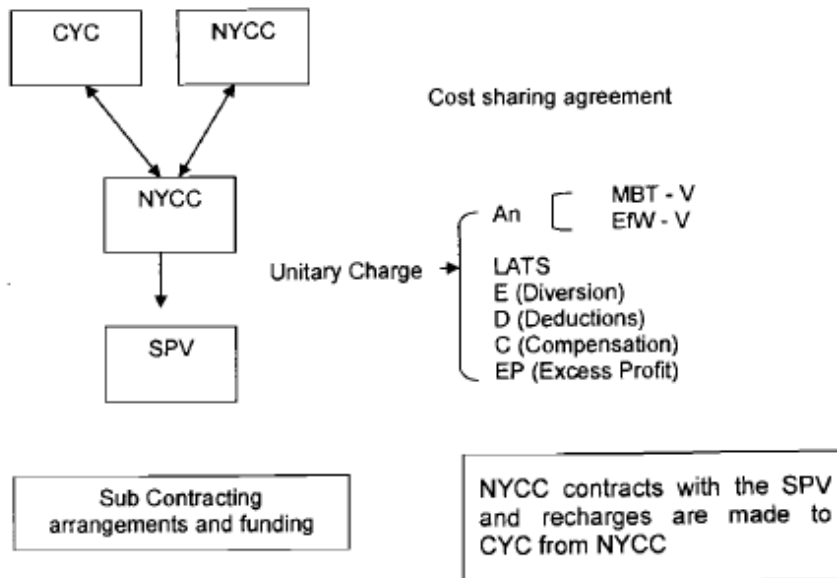 CYC
NYCC
Cost sharing agreement
NYCC
An
MBT - V
EfW - V
Unitary Charge
LATS
E (Diversion)
D (Deductions)
C (Compensation)
EP (Excess Profit)
SPV
Sub Contracting
arrangements and funding
NYCC contracts with the SPV
and recharges are made to
CYC from NYCC